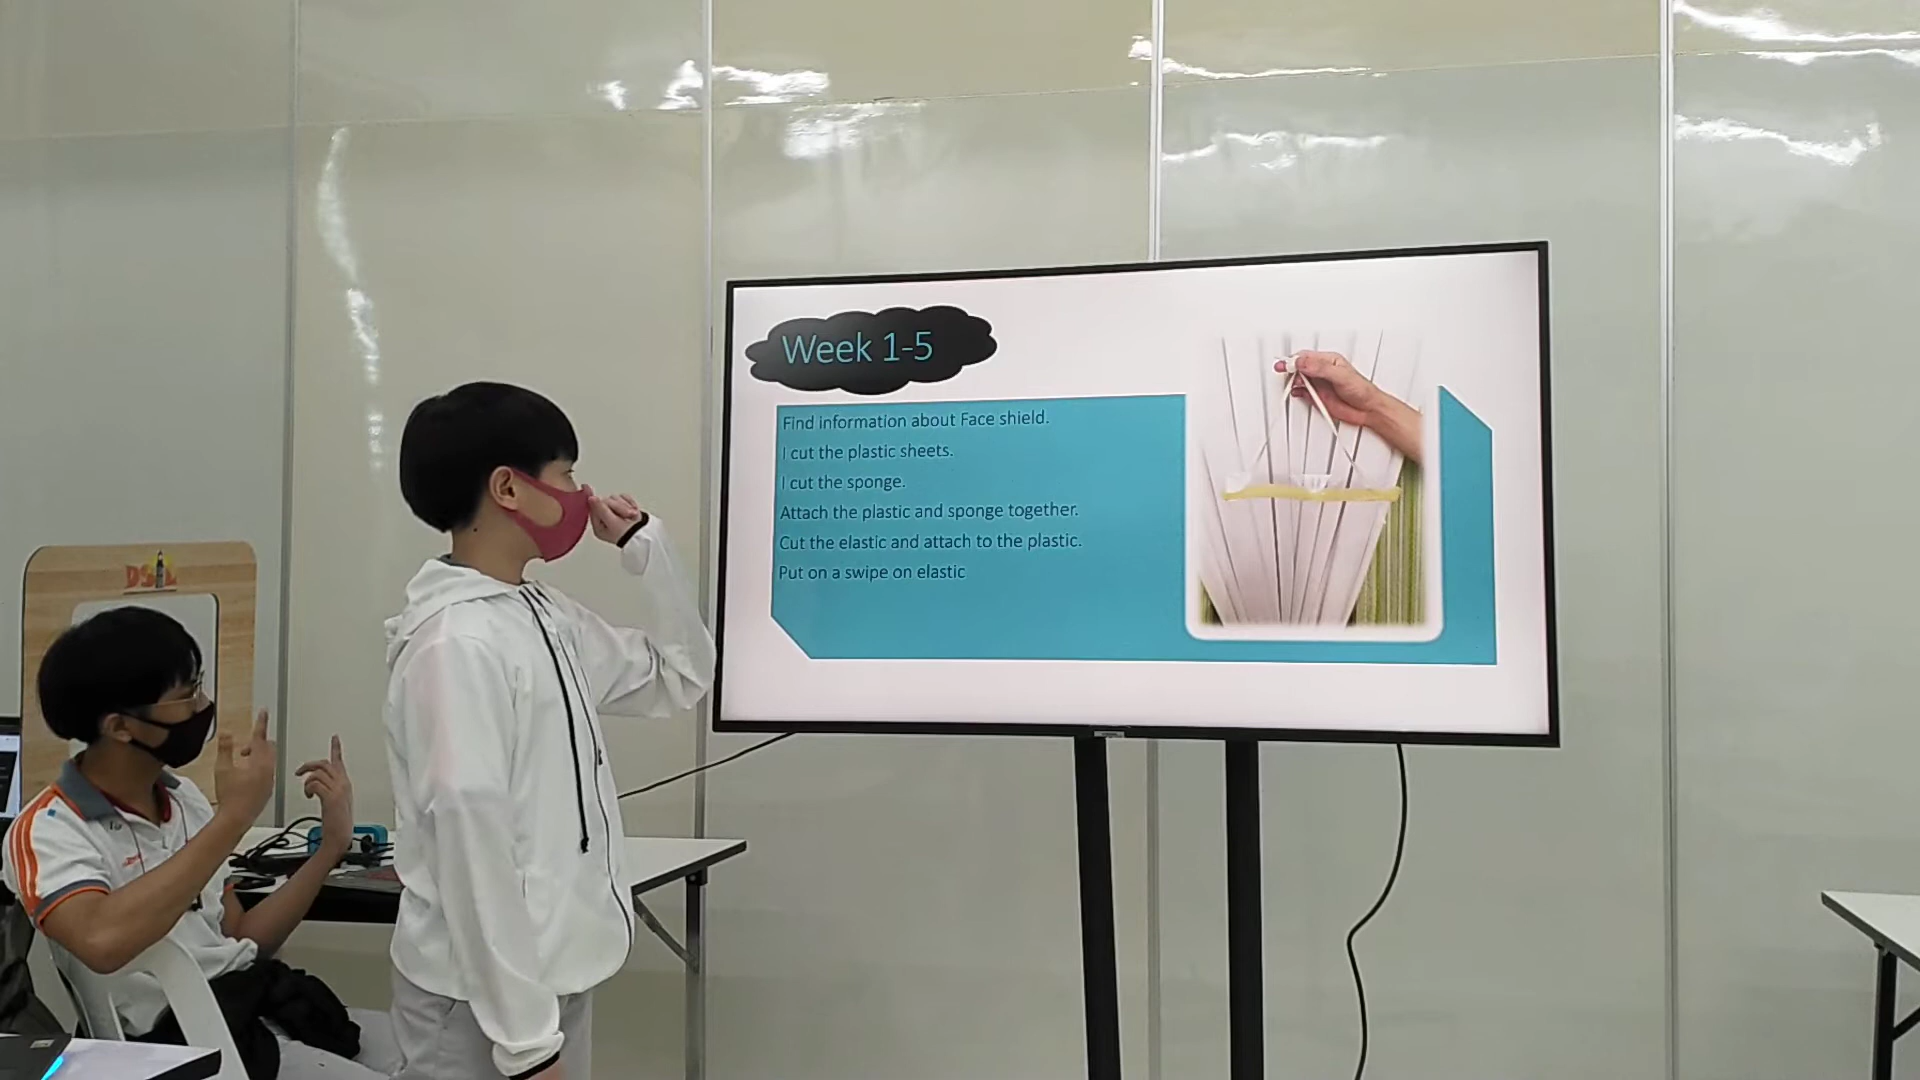 Week 1-5
Find information about Face shield.
I cut the plastic sheets.
I cut the sponge.
Attach the plastic and sponge together.
Cut the elastic and attach to the plastic.
Put on a swipe on elastic